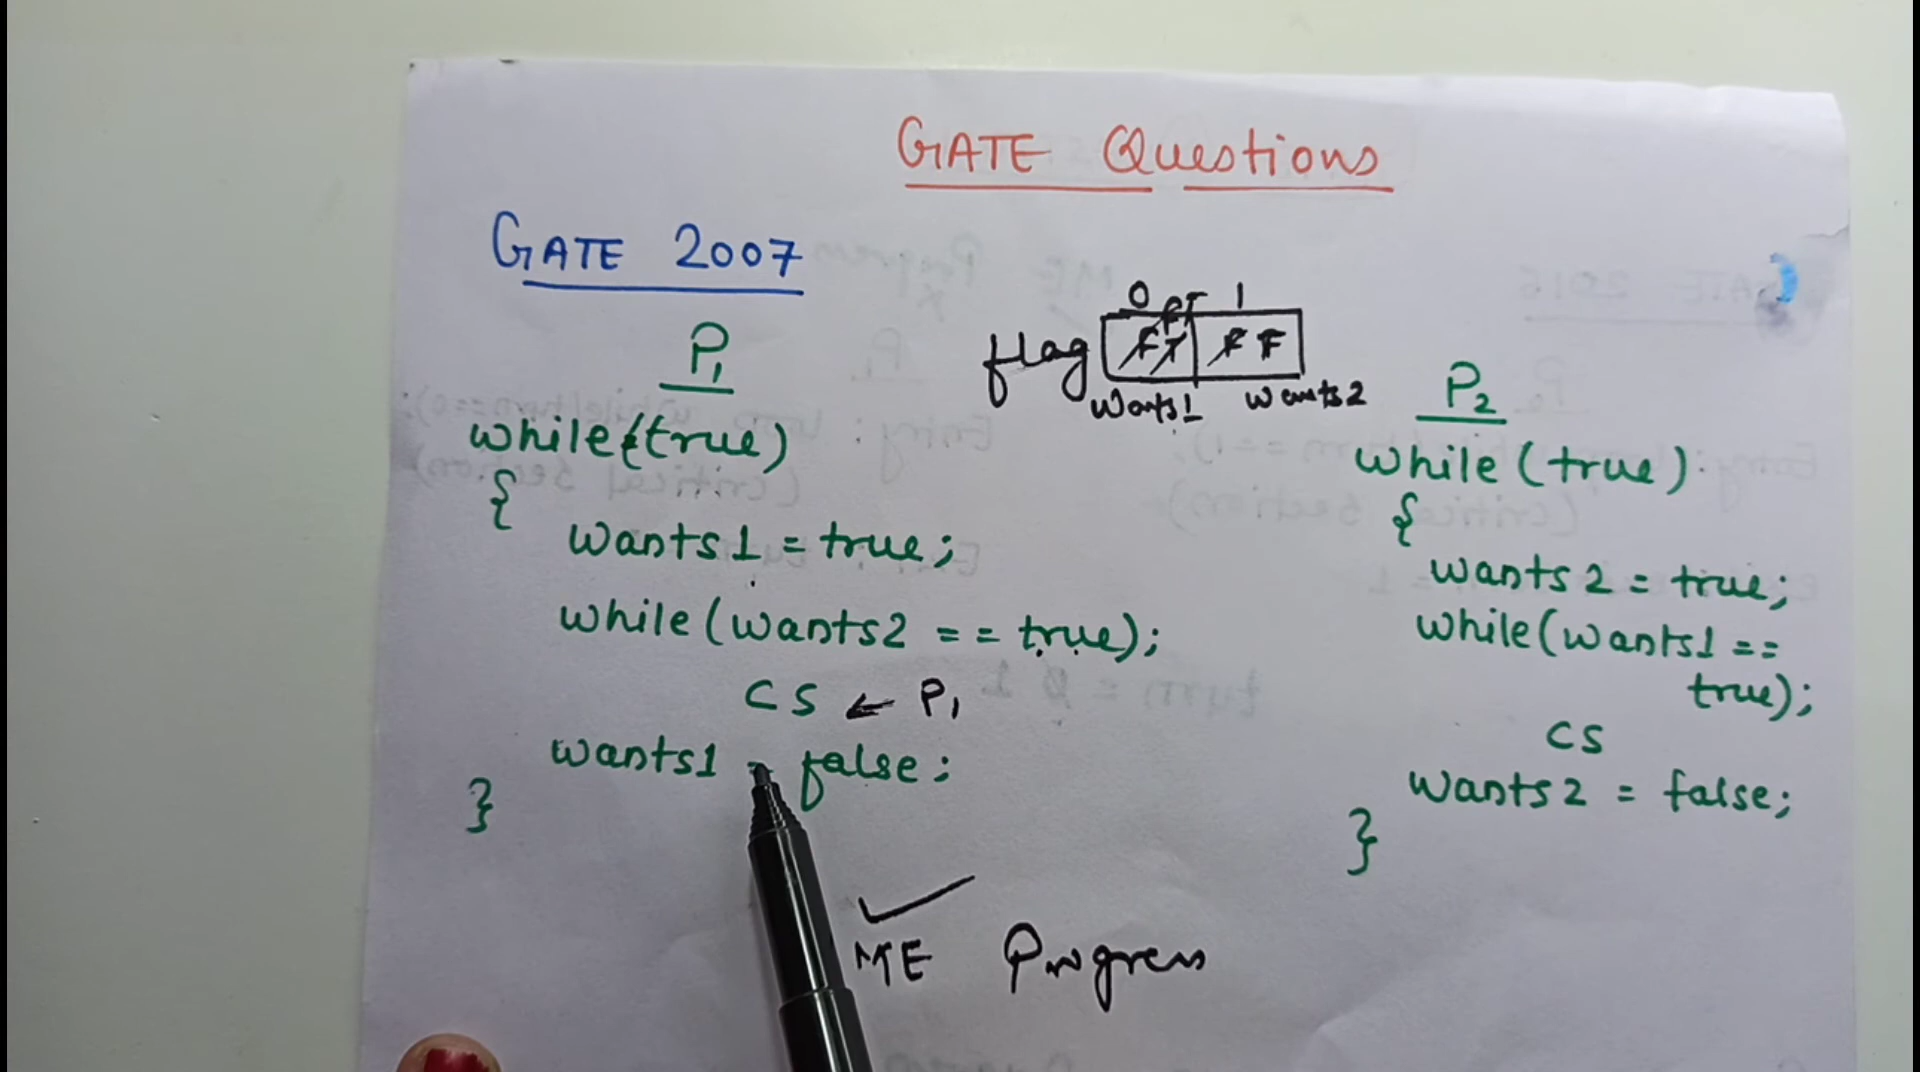 GATE Questions
GATE 2007
0 1
flag
Wants1 wants2
P1
while(true)
{
wants1 = true;
while(wants2 == true);
CS ← P1
wants1 = false;
}
P2
while(true)
{
wants2 = true;
while(wants1 ==
true);
CS
wants2 = false;
}
✓
ME Progress